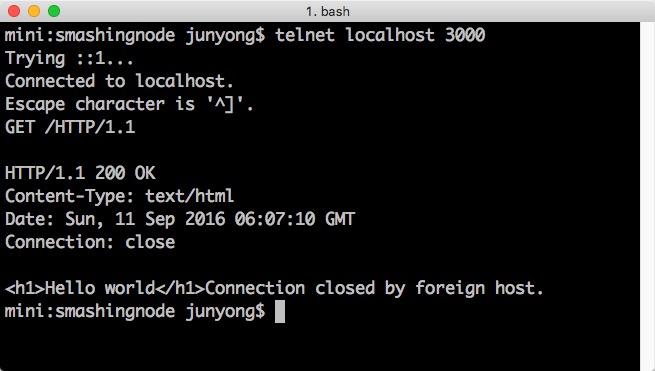 1. bash
mini:smashingnode junyong$ telnet localhost 3000
Trying ::1...
Connected to localhost.
Escape character is '^]'.
GET /HTTP/1.1
HTTP/1.1 200 OK
Content-Type: text/html
Date: Sun, 11 Sep 2016 06:07:10 GMT
Connection: close
<h1>Hello world</h1>Connection closed by foreign host.
mini:smashingnode junyong$